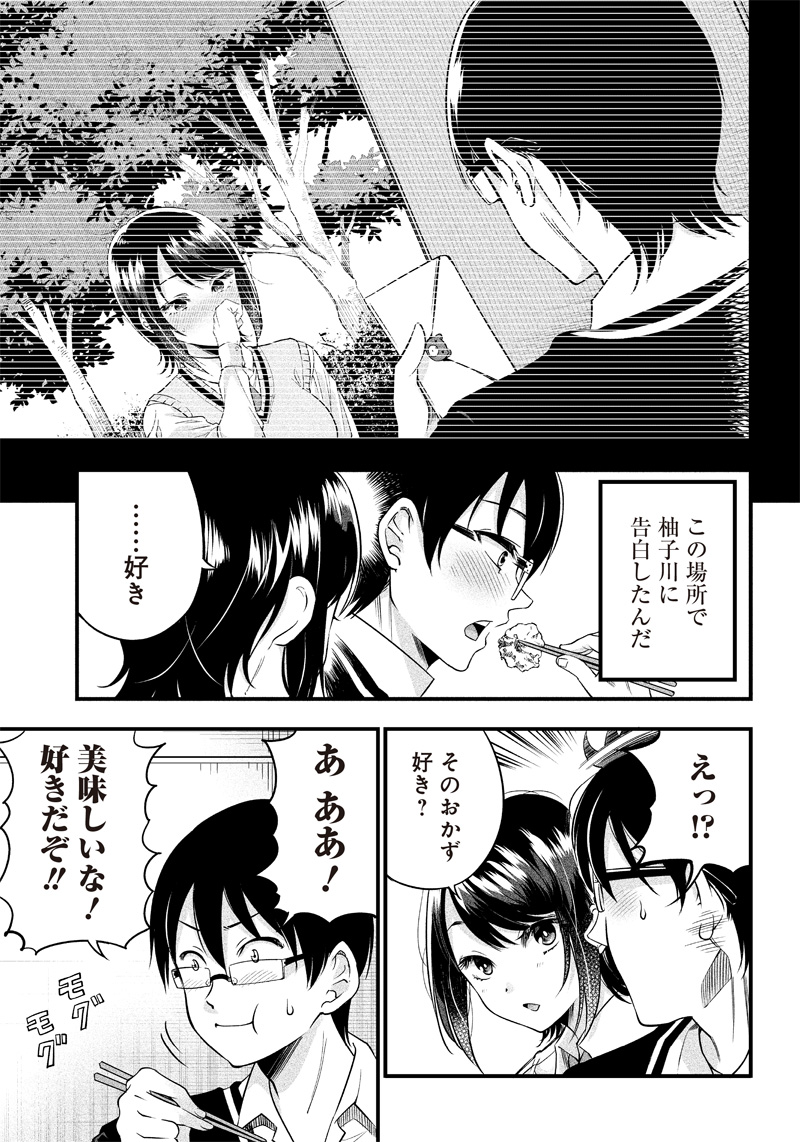 この場所で
柚子川に
告白したんだ
……好き
えっ!?
そのおかず
好き？
あ ああ！
美味しいな！
好きだぞ!!
モグ
モグ